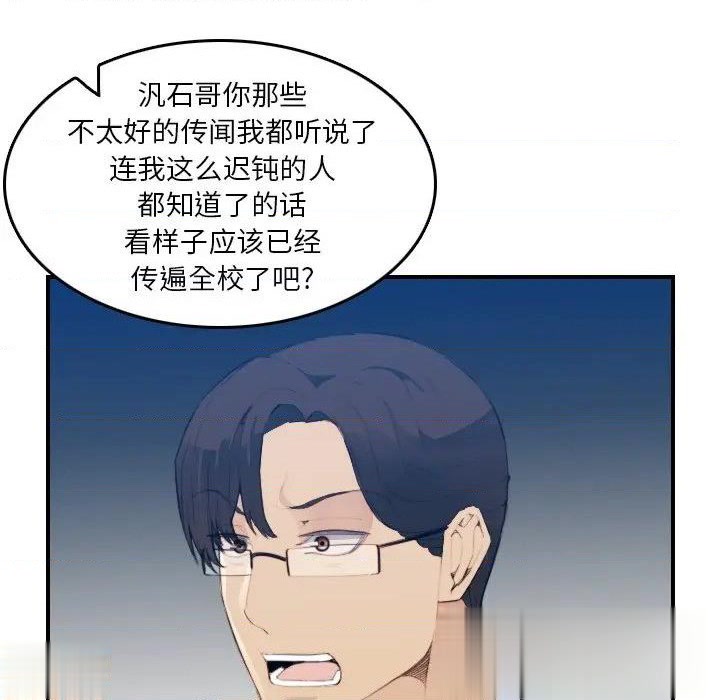 汎石哥你那些
不太好的传闻我都听说了
连我这么迟钝的人
都知道了的话
看样子应该已经
传遍全校了吧?